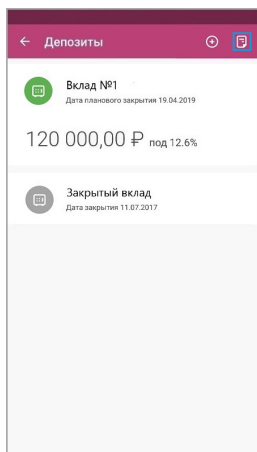 Депозиты
Вклад №1
Дата планового закрытия 19.04.2019
120 000,00 ₽ под 12.6%
Закрытый вклад
Дата закрытия 11.07.2017